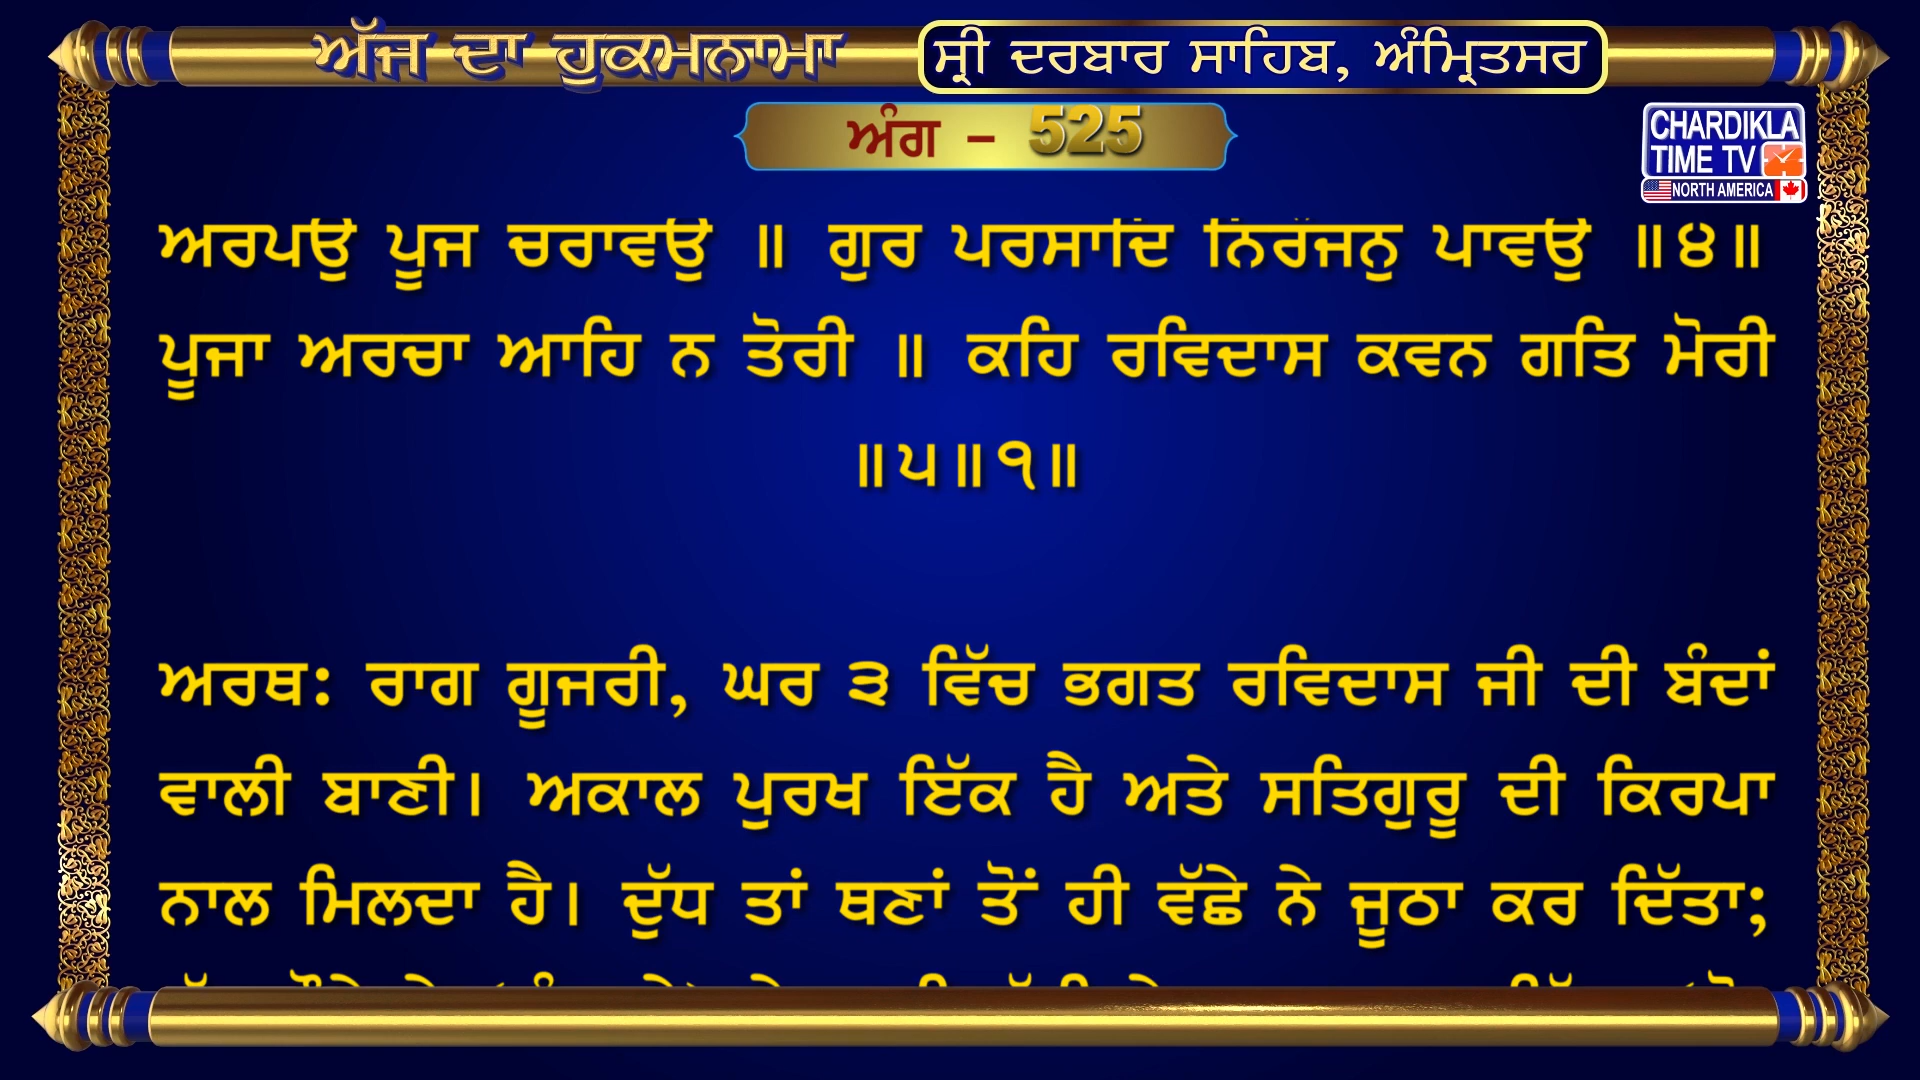 ਅੱਜ ਦਾ ਹੁਕਮਨਾਮਾ
ਸ੍ਰੀ ਦਰਬਾਰ ਸਾਹਿਬ, ਅੰਮ੍ਰਿਤਸਰ
ਅੰਗ – 525
CHARDIKLA
TIME TV
NORTH AMERICA
ਅਰਪਉ ਪੂਜ ਚਰਾਵਉ ॥ ਗੁਰ ਪਰਸਾਦਿ ਨਿਰੰਜਨੁ ਪਾਵਉ ॥੪॥
ਪੂਜਾ ਅਰਚਾ ਆਹਿ ਨ ਤੋਰੀ ॥ ਕਹਿ ਰਵਿਦਾਸ ਕਵਨ ਗਤਿ ਮੋਰੀ
॥੫॥੧॥
ਅਰਥ: ਰਾਗ ਗੂਜਰੀ, ਘਰ ੩ ਵਿੱਚ ਭਗਤ ਰਵਿਦਾਸ ਜੀ ਦੀ ਬੰਦਾਂ
ਵਾਲੀ ਬਾਣੀ। ਅਕਾਲ ਪੁਰਖ ਇੱਕ ਹੈ ਅਤੇ ਸਤਿਗੁਰੂ ਦੀ ਕਿਰਪਾ
ਨਾਲ ਮਿਲਦਾ ਹੈ। ਦੁੱਧ ਤਾਂ ਥਣਾਂ ਤੋਂ ਹੀ ਵੱਛੇ ਨੇ ਜੂਠਾ ਕਰ ਦਿੱਤਾ;